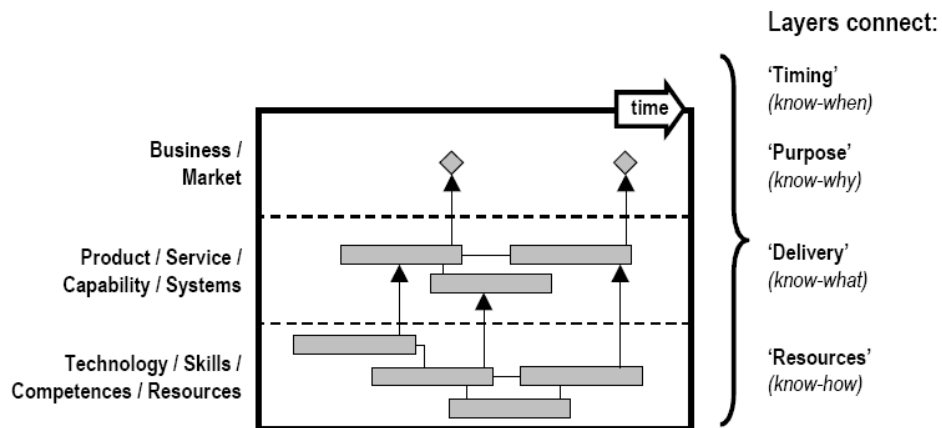 Layers connect:
‘Timing’
(know-when)
time
Business /
Market
‘Purpose’
(know-why)
Product / Service /
Capability / Systems
‘Delivery’
(know-what)
Technology / Skills /
Competences / Resources
‘Resources’
(know-how)